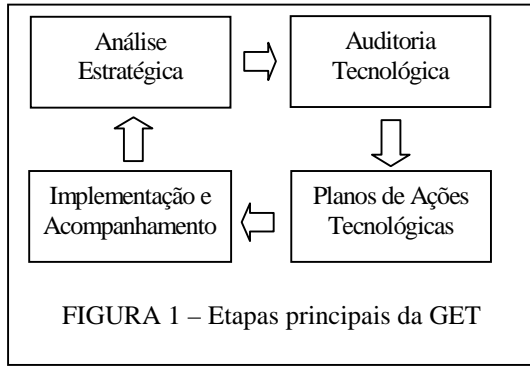 Análise
Estratégica
Auditoria
Tecnológica
Implementação e
Acompanhamento
Planos de Ações
Tecnológicas
FIGURA 1 – Etapas principais da GET